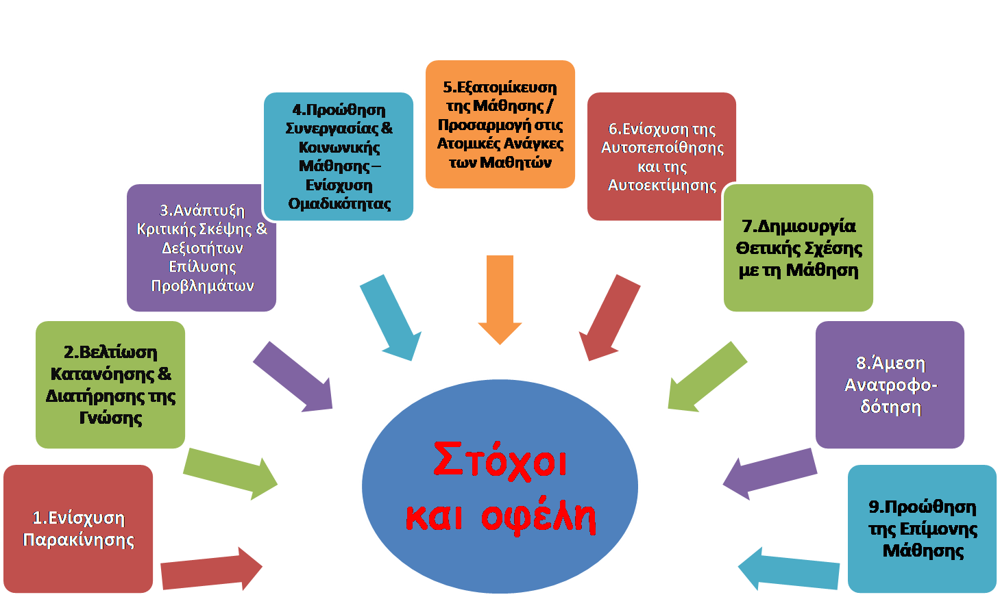 1.Ενίσχυση
Παρακίνησης
2.Βελτίωση
Κατανόησης &
Διατήρησης της
Γνώσης
3.Ανάπτυξη
Κριτικής Σκέψης &
Δεξιοτήτων
Επίλυσης
Προβλημάτων
4.Προώθηση
Συνεργασίας &
Κοινωνικής
Μάθησης –
Ενίσχυση
Ομαδικότητας
5.Εξατομίκευση
της Μάθησης /
Προσαρμογή στις
Ατομικές Ανάγκες
των Μαθητών
6.Ενίσχυση της
Αυτοπεποίθησης
και της
Αυτοεκτίμησης
7.Δημιουργία
Θετικής Σχέσης
με τη Μάθηση
8.Άμεση
Ανατροφο-
δότηση
9.Προώθηση
της Επίμονης
Μάθησης
Στόχοι
και οφέλη